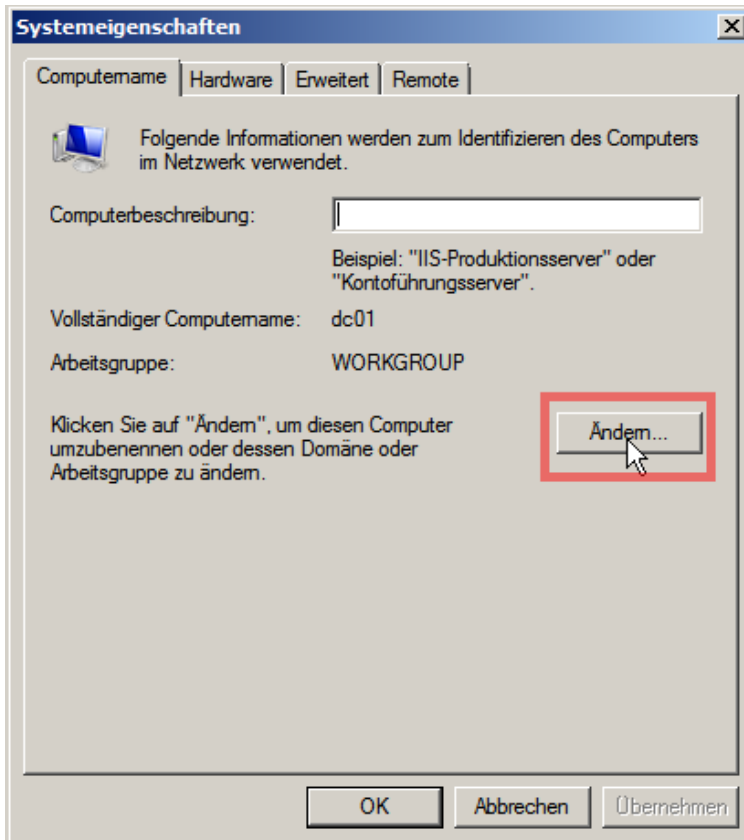 Systemeigenschaften
Computername
Hardware
Erweitert
Remote
Folgende Informationen werden zum Identifizieren des Computers
im Netzwerk verwendet.
Computerbeschreibung:
Beispiel: "IIS-Produktionsserver" oder
"Kontoführungsserver".
Vollständiger Computername:
dc01
Arbeitsgruppe:
WORKGROUP
Klicken Sie auf "Ändern", um diesen Computer
umzubenennen oder dessen Domäne oder
Arbeitsgruppe zu ändern.
Ändern...
OK
Abbrechen
Übernehmen